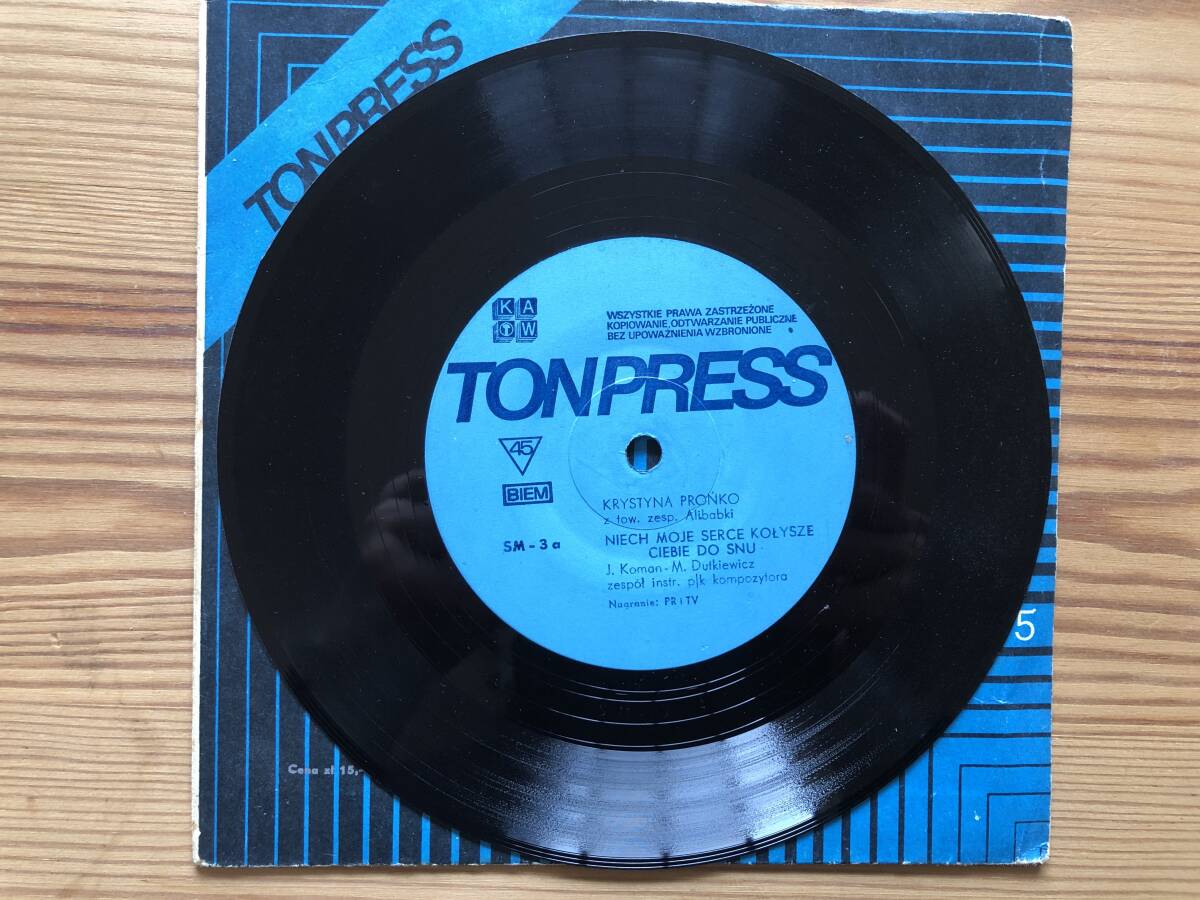 TONPRESS
K A
W
WSZYSTKIE PRAWA ZASTRZEŻONE
KOPIOWANIE, ODTWARZANIE PUBLICZNE
BEZ UPOWAŻNIENIA WZBRONIONE
TONPRESS
45
BIEM
SM - 3 a
KRYSTYNA PROŃKO
z tow. zesp. Alibabki
NIECH MOJE SERCE KOŁYSZE
CIEBIE DO SNU
J. Koman - M. Dutkiewicz
zespół instr. p/k kompozytora
Nagranie: PR i TV
5
Cena zł 15,-